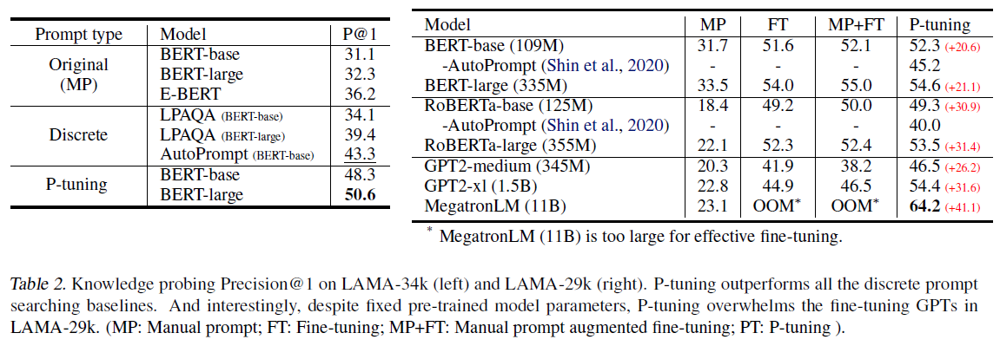 Prompt type Model P@1
Original (MP) BERT-base 31.1
BERT-large 32.3
E-BERT 36.2
Discrete LPAQA (BERT-base) 34.1
LPAQA (BERT-large) 39.4
AutoPrompt (BERT-base) 43.3
P-tuning BERT-base 48.3
BERT-large 50.6
Model MP FT MP+FT P-tuning
BERT-base (109M) 31.7 51.6 52.1 52.3 (+20.6)
-AutoPrompt (Shin et al., 2020) - - - 45.2
BERT-large (335M) 33.5 54.0 55.0 54.6 (+21.1)
RoBERTa-base (125M) 18.4 49.2 50.0 49.3 (+30.9)
-AutoPrompt (Shin et al., 2020) - - - 40.0
RoBERTa-large (355M) 22.1 52.3 52.4 53.5 (+31.4)
GPT2-medium (345M) 20.3 41.9 38.2 46.5 (+26.2)
GPT2-xl (1.5B) 22.8 44.9 46.5 54.4 (+31.6)
MegatronLM (11B) 23.1 OOM* OOM* 64.2 (+41.1)
* MegatronLM (11B) is too large for effective fine-tuning.
Table 2. Knowledge probing Precision@1 on LAMA-34k (left) and LAMA-29k (right). P-tuning outperforms all the discrete prompt
searching baselines. And interestingly, despite fixed pre-trained model parameters, P-tuning overwhelms the fine-tuning GPTs in
LAMA-29k. (MP: Manual prompt; FT: Fine-tuning; MP+FT: Manual prompt augmented fine-tuning; PT: P-tuning ).